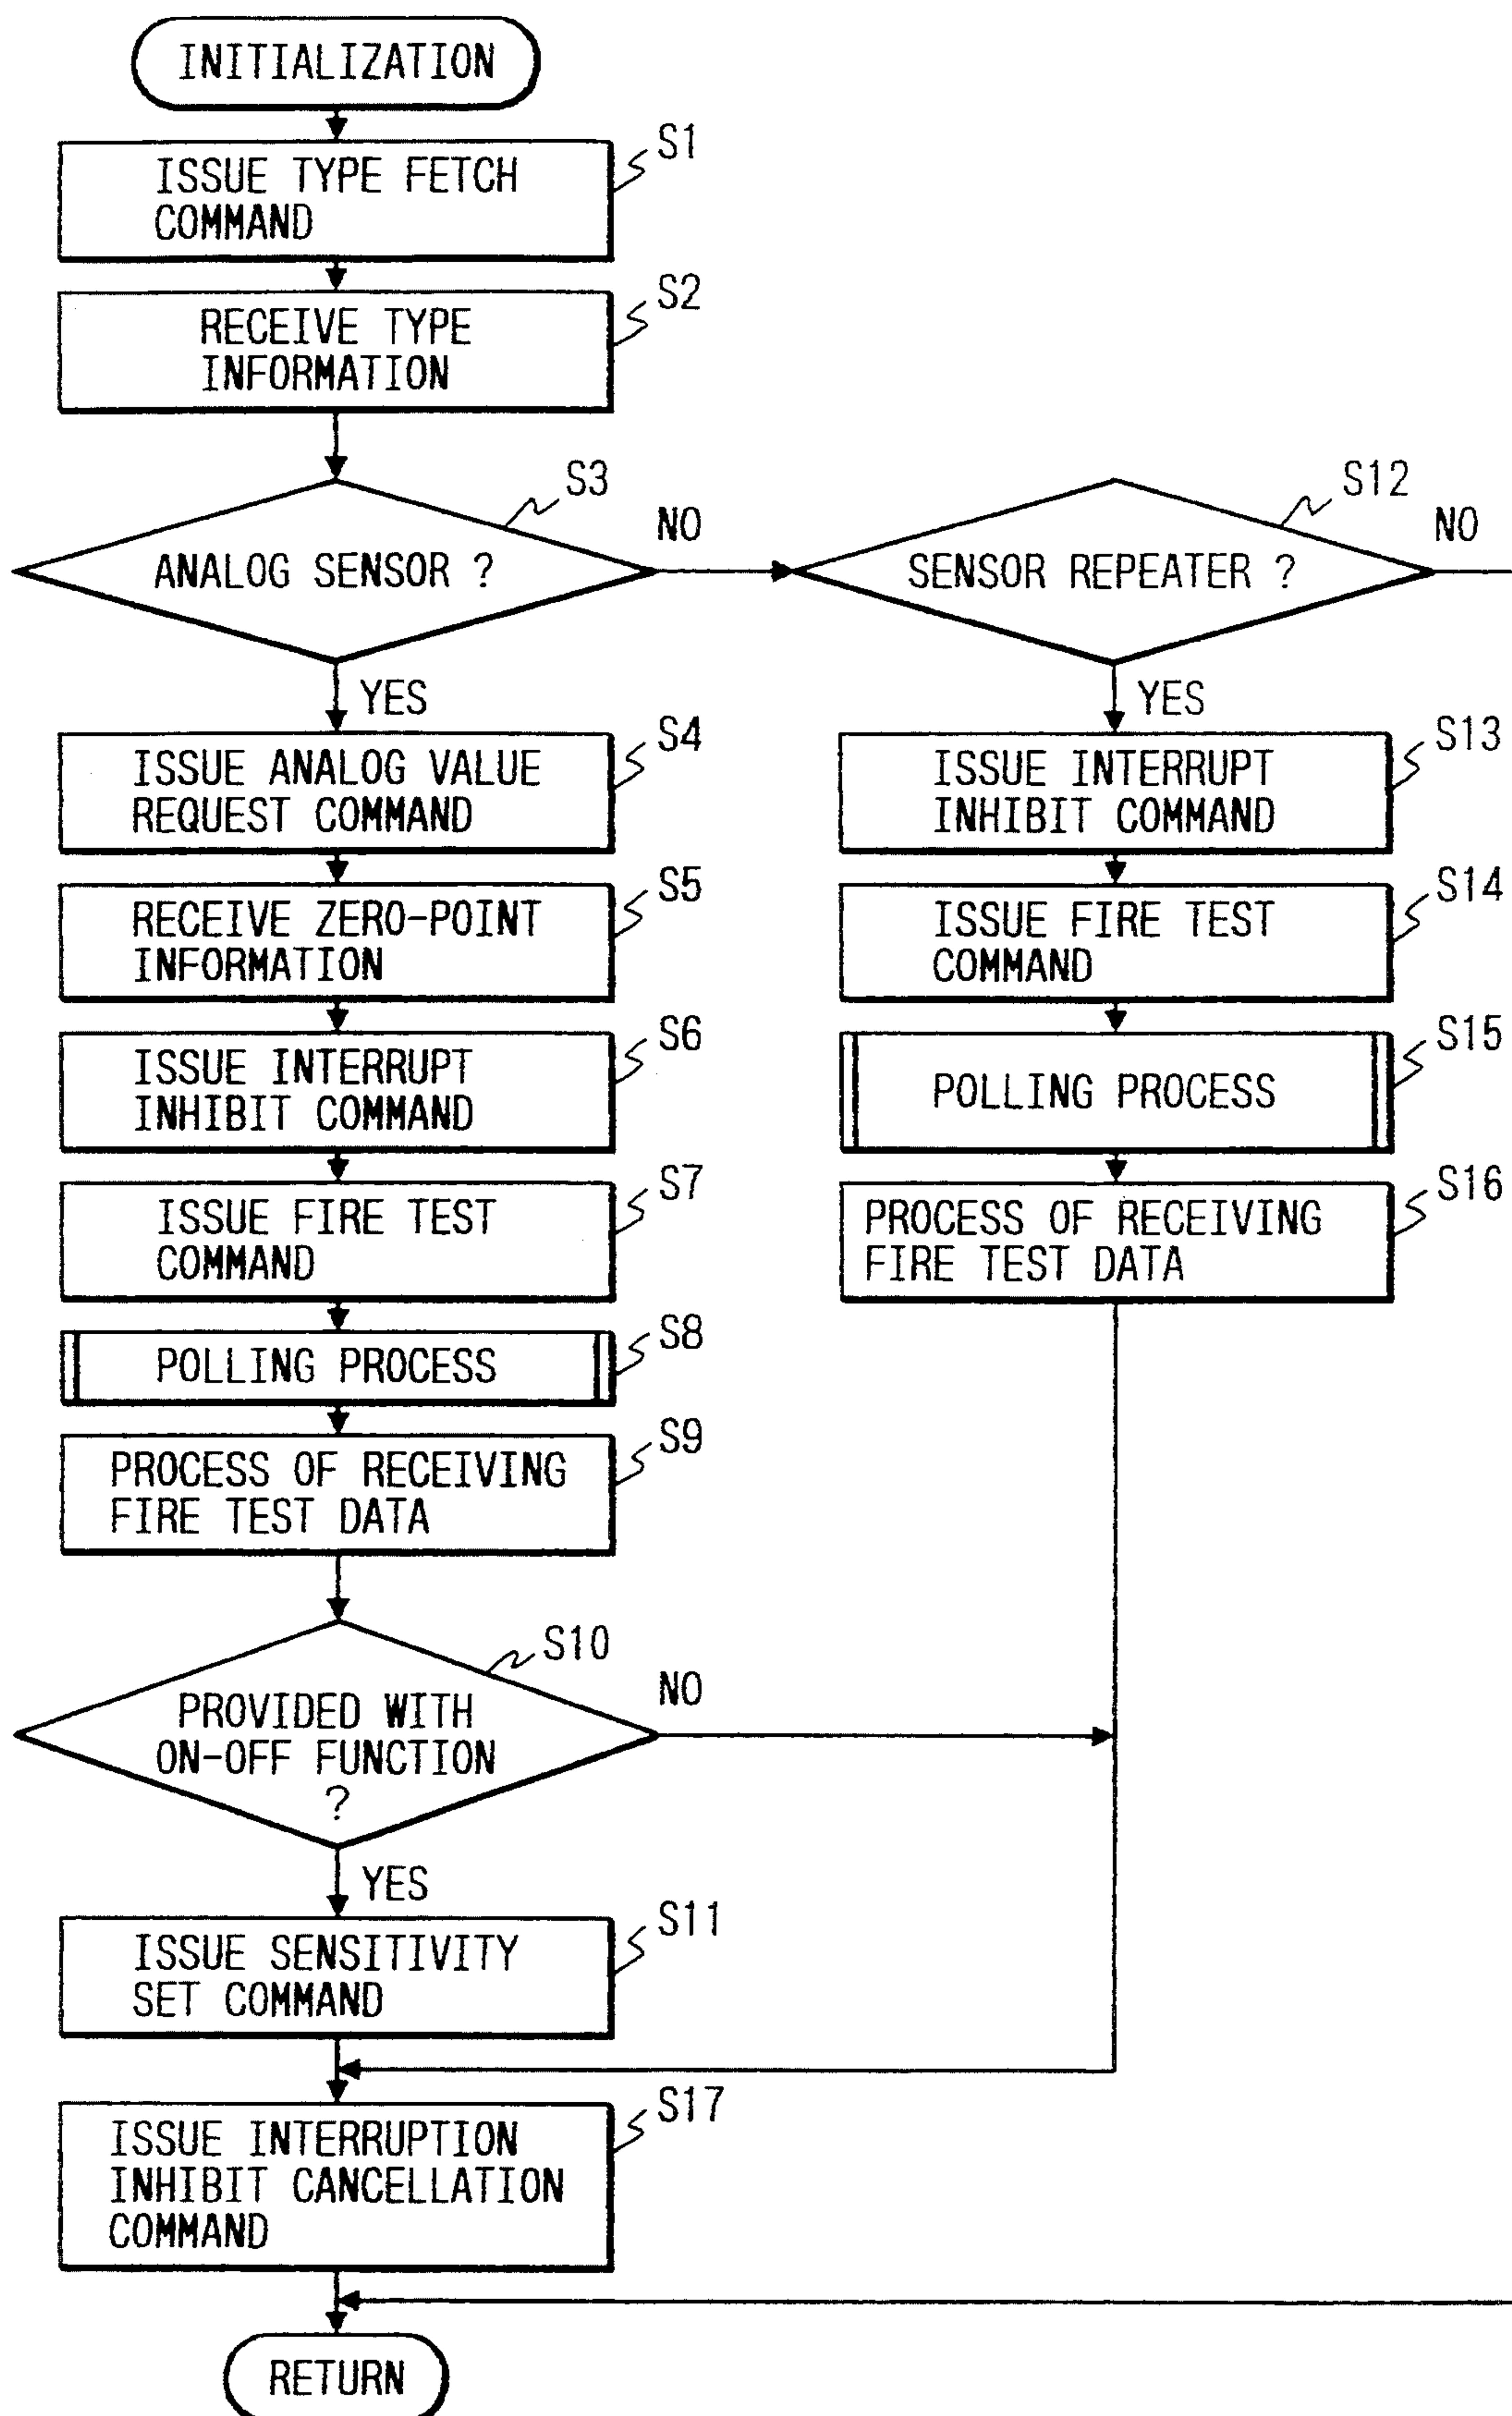 INITIALIZATION
S1
ISSUE TYPE FETCH
COMMAND
S2
RECEIVE TYPE
INFORMATION
S3
ANALOG SENSOR ?
NO
YES
S4
ISSUE ANALOG VALUE
REQUEST COMMAND
S5
RECEIVE ZERO-POINT
INFORMATION
S6
ISSUE INTERRUPT
INHIBIT COMMAND
S7
ISSUE FIRE TEST
COMMAND
S8
POLLING PROCESS
S9
PROCESS OF RECEIVING
FIRE TEST DATA
S10
PROVIDED WITH
ON-OFF FUNCTION
?
NO
YES
S11
ISSUE SENSITIVITY
SET COMMAND
S12
SENSOR REPEATER ?
NO
YES
S13
ISSUE INTERRUPT
INHIBIT COMMAND
S14
ISSUE FIRE TEST
COMMAND
S15
POLLING PROCESS
S16
PROCESS OF RECEIVING
FIRE TEST DATA
S17
ISSUE INTERRUPTION
INHIBIT CANCELLATION
COMMAND
RETURN